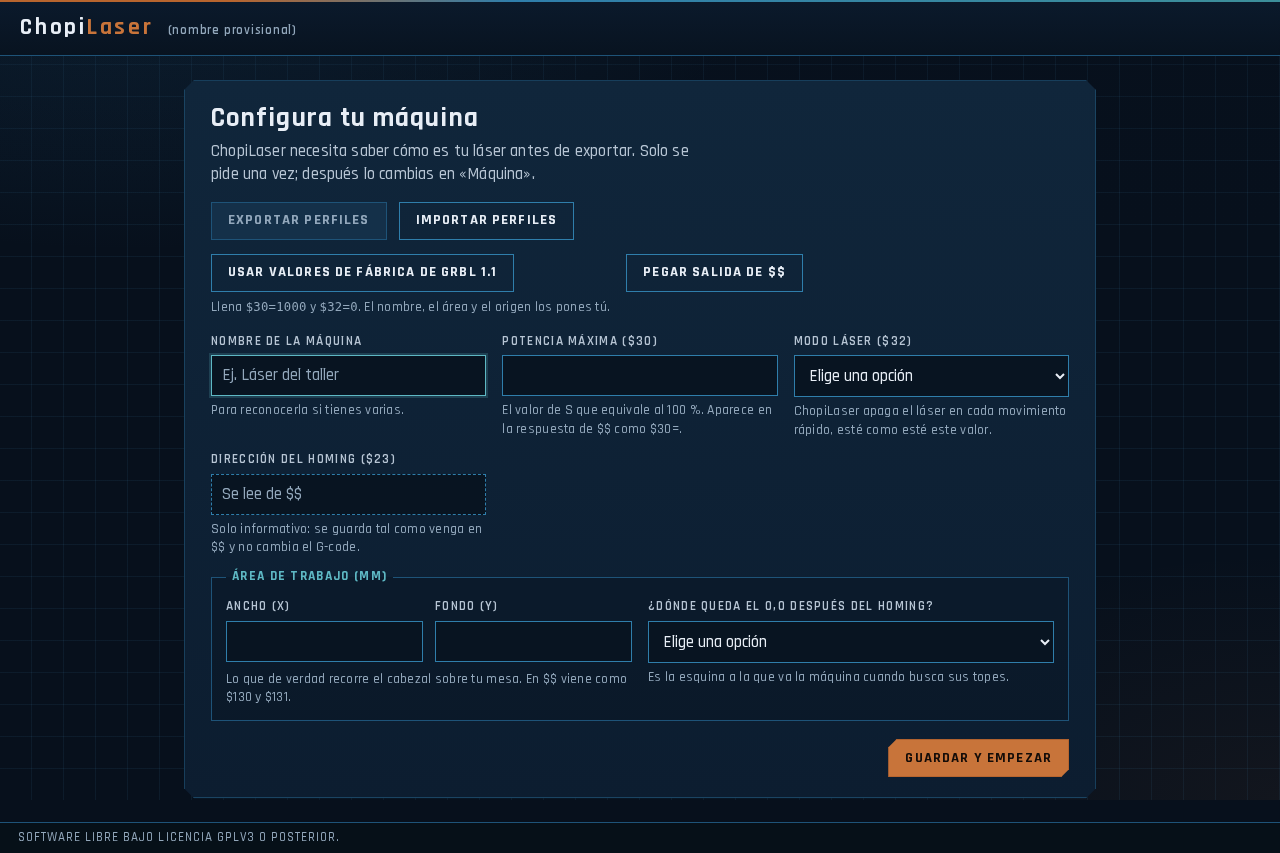 ChopiLaser (nombre provisional)
Configura tu máquina
ChopiLaser necesita saber cómo es tu láser antes de exportar. Solo se
pide una vez; después lo cambias en «Máquina».
EXPORTAR PERFILES IMPORTAR PERFILES
USAR VALORES DE FÁBRICA DE GRBL 1.1 PEGAR SALIDA DE $$
Llena $30=1000 y $32=0. El nombre, el área y el origen los pones tú.
NOMBRE DE LA MÁQUINA POTENCIA MÁXIMA ($30) MODO LÁSER ($32)
Ej. Láser del taller Elige una opción
Para reconocerla si tienes varias. El valor de S que equivale al 100 %. Aparece en ChopiLaser apaga el láser en cada movimiento
la respuesta de $$ como $30=. rápido, esté como esté este valor.
DIRECCIÓN DEL HOMING ($23)
Se lee de $$
Solo informativo: se guarda tal como venga en
$$ y no cambia el G-code.
ÁREA DE TRABAJO (MM)
ANCHO (X) FONDO (Y) ¿DÓNDE QUEDA EL 0,0 DESPUÉS DEL HOMING?
Elige una opción
Lo que de verdad recorre el cabezal sobre tu mesa. En $$ viene como Es la esquina a la que va la máquina cuando busca sus topes.
$130 y $131.
GUARDAR Y EMPEZAR
SOFTWARE LIBRE BAJO LICENCIA GPLV3 O POSTERIOR.